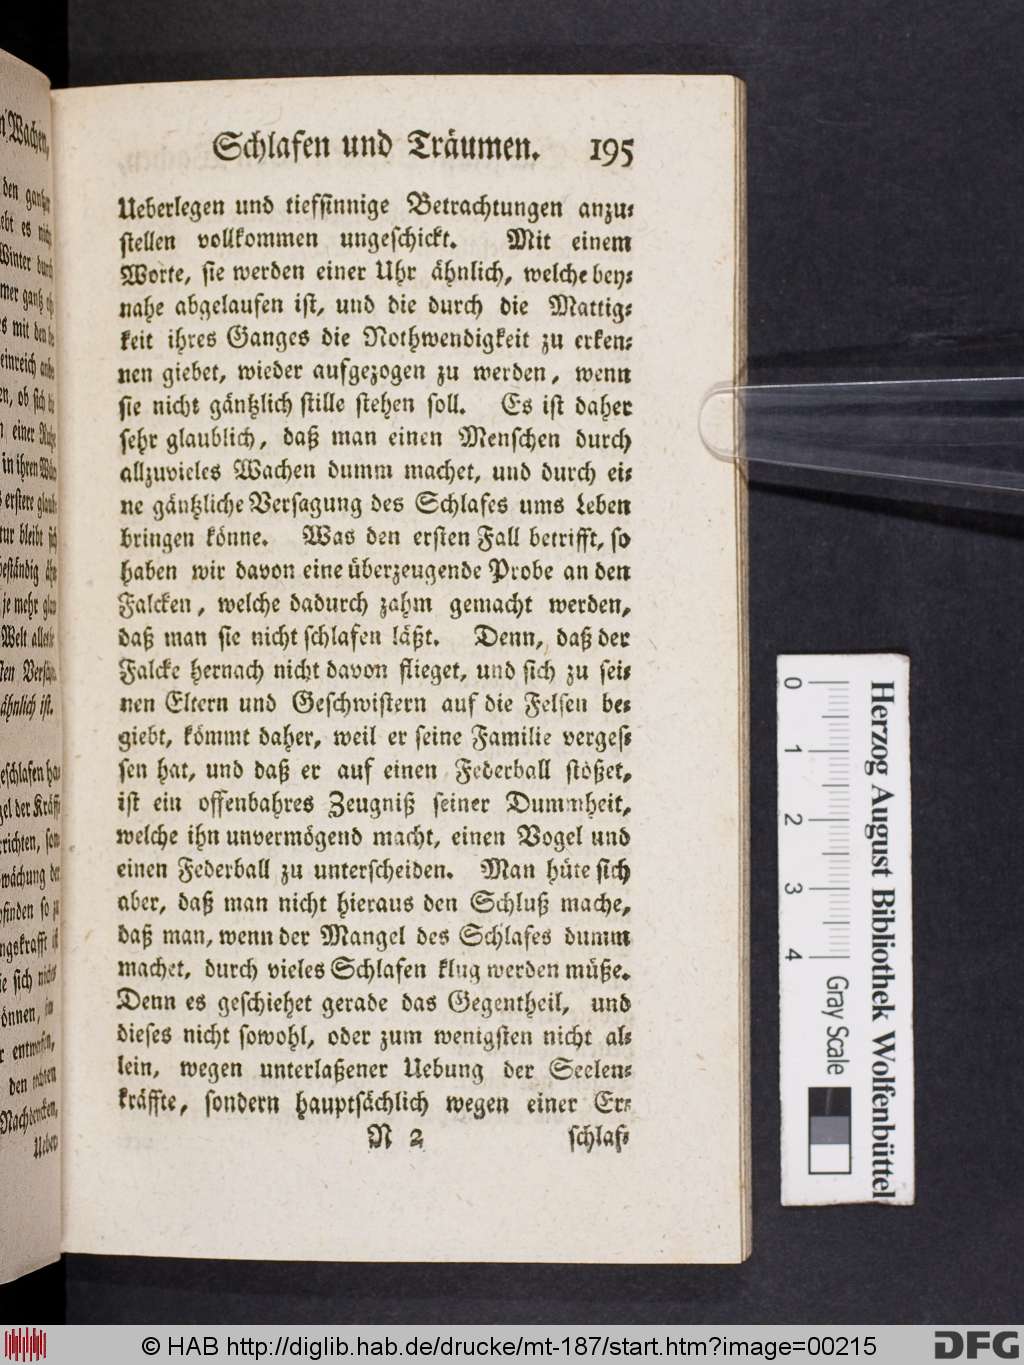 Schlafen und Träumen. 195
Ueberlegen und tiefsinnige Betrachtungen anzu-
stellen vollkommen ungeschickt. Mit einem
Worte, sie werden einer Uhr ähnlich, welche bey-
nahe abgelaufen ist, und die durch die Mattig-
keit ihres Ganges die Nothwendigkeit zu erken-
nen giebet, wieder aufgezogen zu werden, wenn
sie nicht gäntzlich stille stehen soll. Es ist daher
sehr glaublich, daß man einen Menschen durch
allzuvieles Wachen dumm machet, und durch ei-
ne gäntzliche Versagung des Schlafes ums Leben
bringen könne. Was den ersten Fall betrifft, so
haben wir davon eine überzeugende Probe an den
Falcken, welche dadurch zahm gemacht werden,
daß man sie nicht schlafen läßt. Denn, daß der
Falcke hernach nicht davon flieget, und sich zu sei-
nen Eltern und Geschwistern auf die Felsen be-
giebt, kömmt daher, weil er seine Familie verges-
sen hat, und daß er auf einen Federball stößet,
ist ein offenbahres Zeugniß seiner Dummheit,
welche ihn unvermögend macht, einen Vogel und
einen Federball zu unterscheiden. Man hüte sich
aber, daß man nicht hieraus den Schluß mache,
daß man, wenn der Mangel des Schlafes dumm
machet, durch vieles Schlafen klug werden müße.
Denn es geschiehet gerade das Gegentheil, und
dieses nicht sowohl, oder zum wenigsten nicht al-
lein, wegen unterlaßener Uebung der Seelen-
kräffte, sondern hauptsächlich wegen einer Er-
N 2 schlaf-
0 1 2 3 4
Gray Scale
Herzog August Bibliothek Wolfenbüttel
© HAB http://diglib.hab.de/drucke/mt-187/start.htm?image=00215
DFG